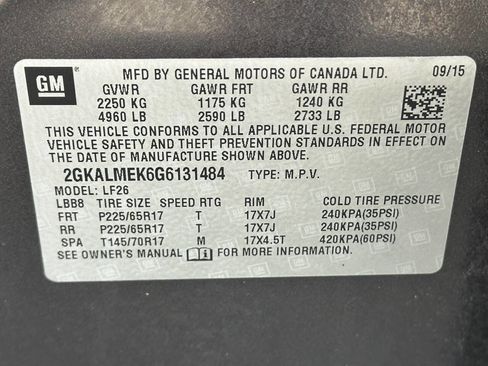 GM
MFD BY GENERAL MOTORS OF CANADA LTD. 09/15
GVWR GAWR FRT GAWR RR
2250 KG 1175 KG 1240 KG
4960 LB 2590 LB 2733 LB
THIS VEHICLE CONFORMS TO ALL APPLICABLE U.S. FEDERAL MOTOR
VEHICLE SAFETY AND THEFT PREVENTION STANDARDS IN EFFECT ON
THE DATE OF MANUFACTURE SHOWN ABOVE.
2GKALMEK6G6131484 TYPE: M.P.V.
MODEL: LF26
LBB8 TIRE SIZE SPEED RTG RIM COLD TIRE PRESSURE
FRT P225/65R17 T 17X7J 240KPA(35PSI)
RR P225/65R17 T 17X7J 240KPA(35PSI)
SPA T145/70R17 M 17X4.5T 420KPA(60PSI)
SEE OWNER'S MANUAL FOR MORE INFORMATION.